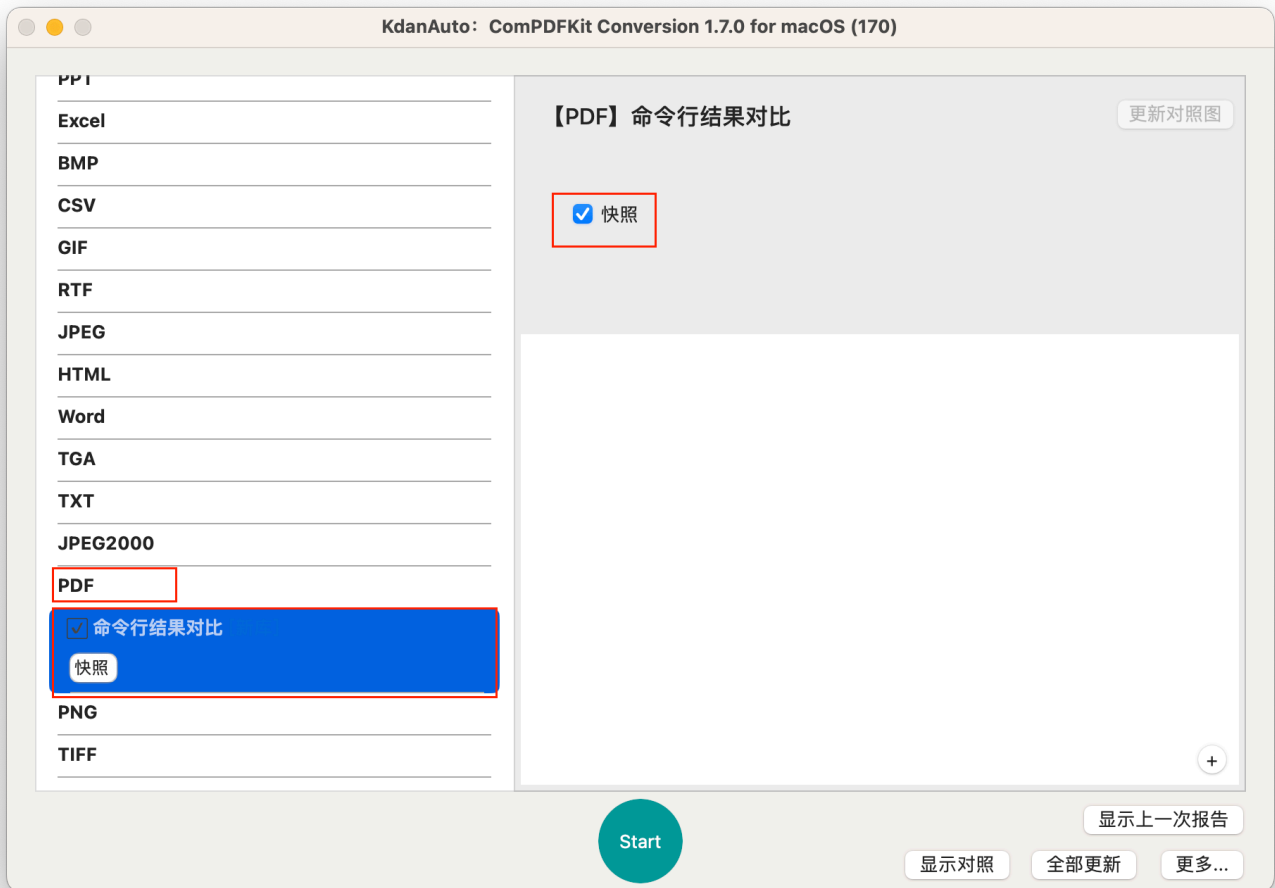 KdanAuto：ComPDFKit Conversion 1.7.0 for macOS (170)
PPT
Excel
BMP
CSV
GIF
RTF
JPEG
HTML
Word
TGA
TXT
JPEG2000
PDF
命令行结果对比
快照
PNG
TIFF
【PDF】命令行结果对比
更新对照图
快照
+
Start
显示上一次报告
显示对照
全部更新
更多...